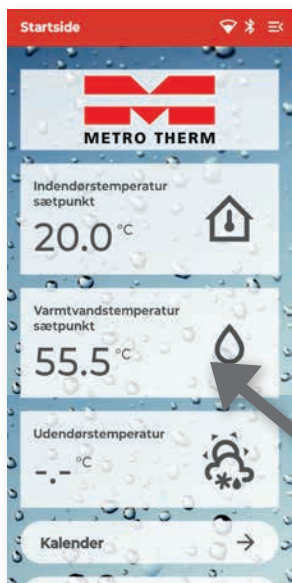 Startside
METRO THERM
Indendørstemperatur
sætpunkt
20.0 °C
Varmtvandstemperatur
sætpunkt
55.5 °C
Udendørstemperatur
-.- °C
Kalender